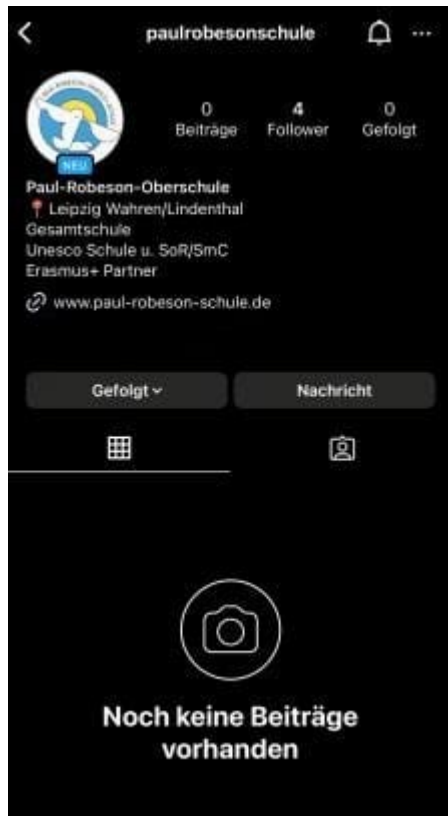 paulrobesonschule
0 4 0
Beiträge Follower Gefolgt
NEU
Paul-Robeson-Oberschule
Leipzig Wahren/Lindenthal
Gesamtschule
Unesco Schule u. SoR/SmC
Erasmus+ Partner
www.paul-robeson-schule.de
Gefolgt Nachricht
Noch keine Beiträge
vorhanden